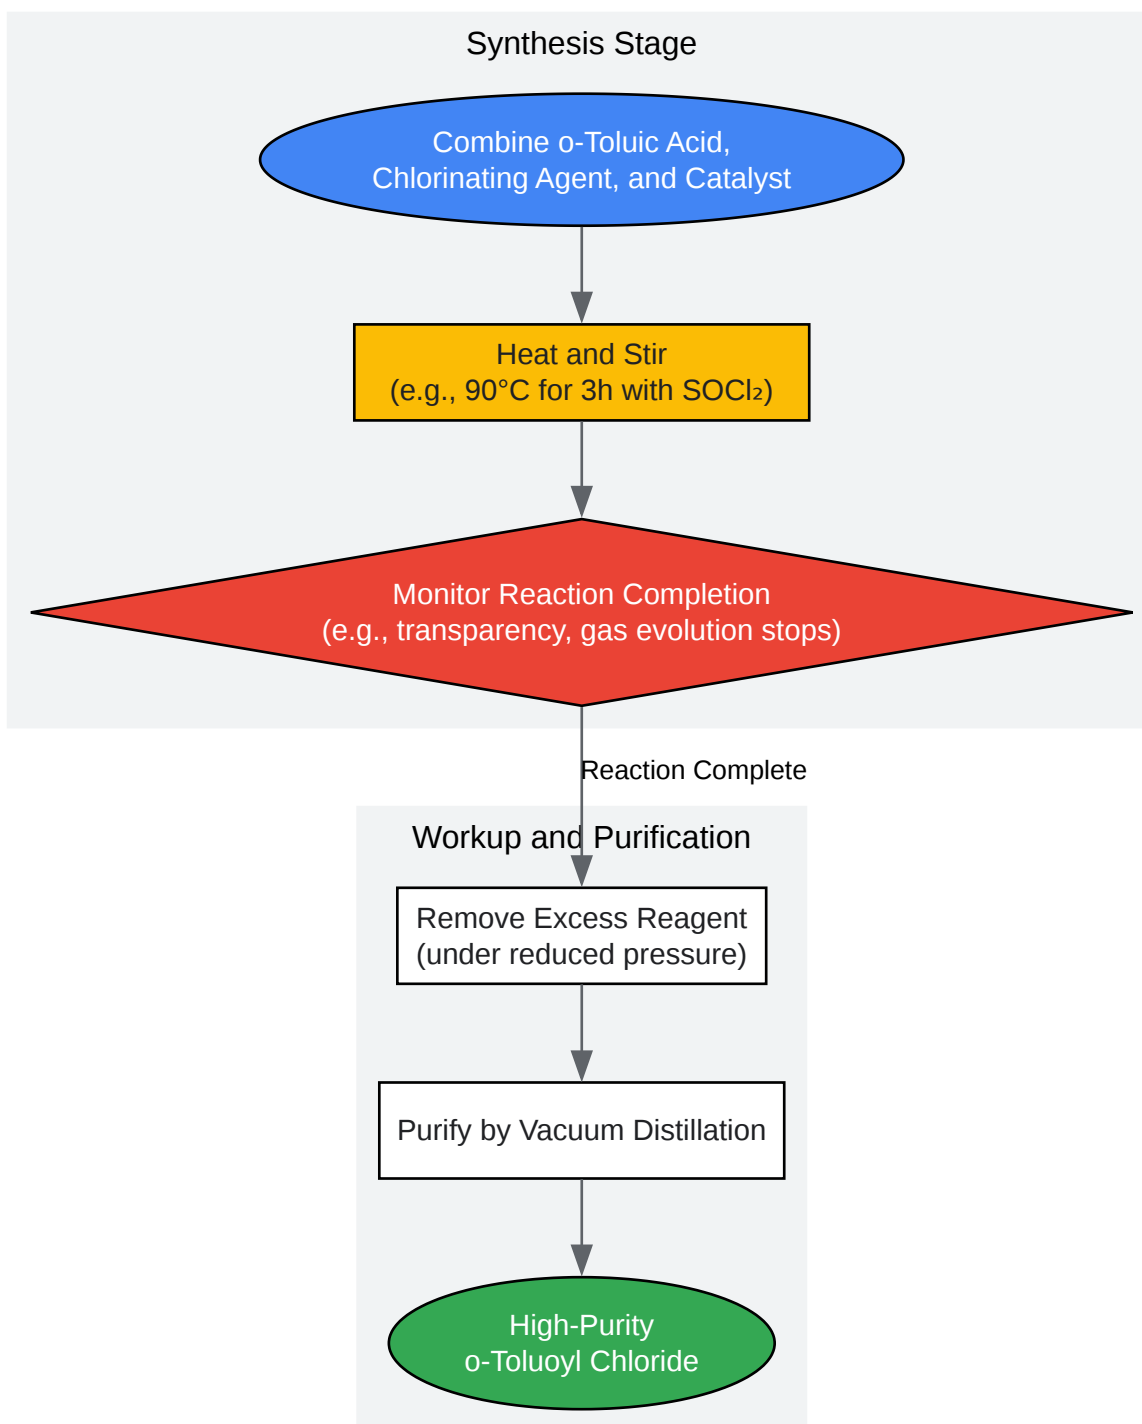 Synthesis Stage
Combine o-Toluic Acid,
Chlorinating Agent, and Catalyst
Heat and Stir
(e.g., 90°C for 3h with SOCl₂)
Monitor Reaction Completion
(e.g., transparency, gas evolution stops)
Reaction Complete
Workup and Purification
Remove Excess Reagent
(under reduced pressure)
Purify by Vacuum Distillation
High-Purity
o-Toluoyl Chloride